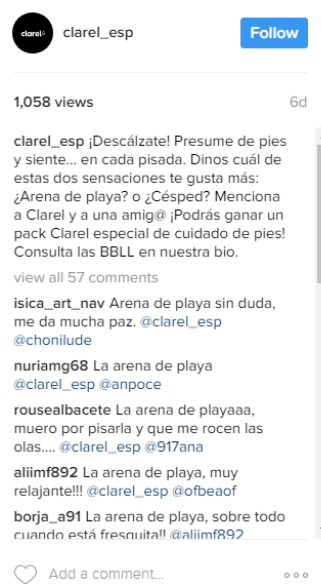 clarel
clarel_esp
Follow
1,058 views
6d
clarel_esp ¡Descálzate! Presume de pies
y siente... en cada pisada. Dinos cuál de
estas dos sensaciones te gusta más:
¿Arena de playa? o ¿Césped? Menciona
a Clarel y a una amig@ ¡Podrás ganar un
pack Clarel especial de cuidado de pies!
Consulta las BBLL en nuestra bio.
view all 57 comments
isica_art_nav Arena de playa sin duda,
me da mucha paz. @clarel_esp
@chonilude
nuriamg68 La arena de playa
@clarel_esp @anpoce
rousealbacete La arena de playaaa,
muero por pisarla y que me rocen las
olas.... @clarel_esp @917ana
aliimf892 La arena de playa, muy
relajante!!! @clarel_esp @ofbeaof
borja_a91 La arena de playa, sobre todo
cuando está fresquita!! @aliimf892
Add a comment...